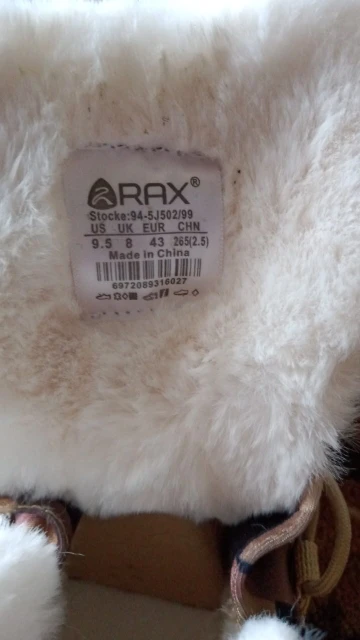 RAX®
Stocke:94-5J502/99
US UK EUR CHN
9.5 8 43 265(2.5)
Made in China
6972089316027